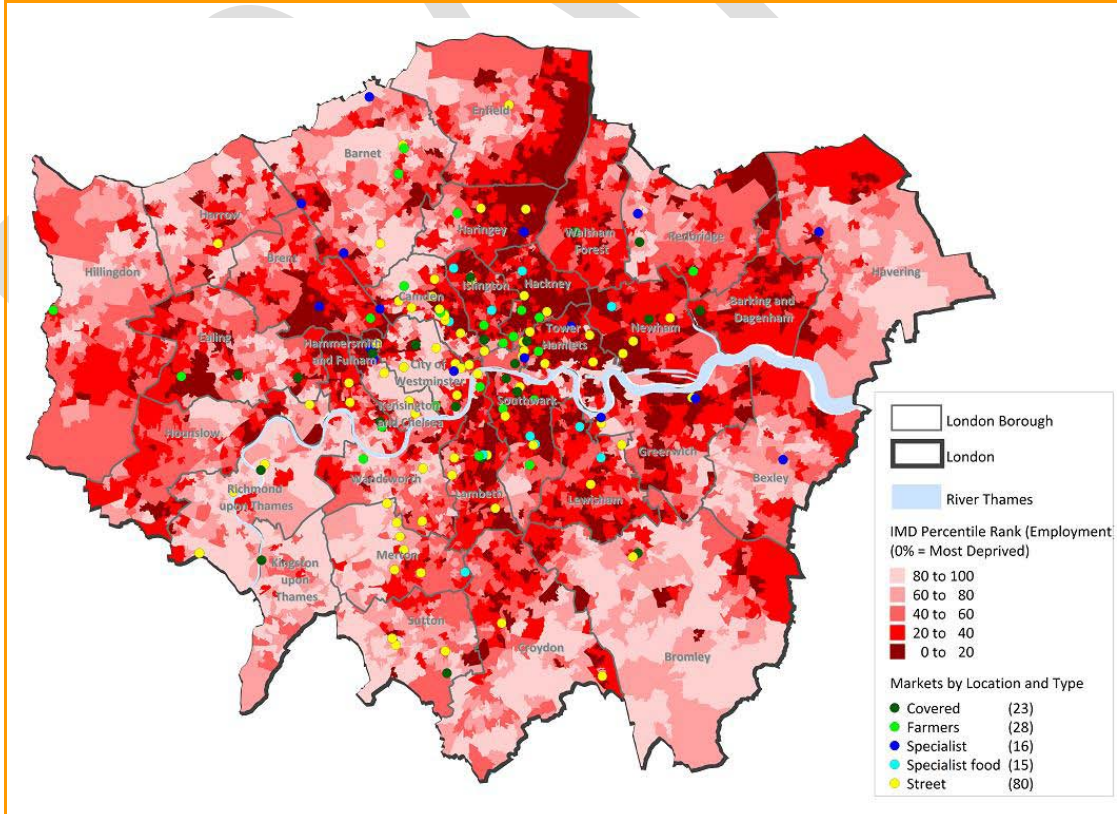 Enfield
Barnet
Harrow
Haringey
Walsham
Forest
Redbridge
Hillingdon
Brent
Camden
Islington
Hackney
Havering
Barking and
Dagenham
Ealing
Hammersmith
and Fulham
City of
Westminster
Tower
Hamlets
Newham
Kensington
and Chelsea
Southwark
Hounslow
Richmond
upon Thames
Wandsworth
Lambeth
Lewisham
Greenwich
Bexley
Merton
Kingston
upon
Thames
Sutton
Croydon
Bromley
London Borough
London
River Thames
IMD Percentile Rank (Employment)
(0% = Most Deprived)
80 to 100
60 to 80
40 to 60
20 to 40
0 to 20
Markets by Location and Type
Covered (23)
Farmers (28)
Specialist (16)
Specialist food (15)
Street (80)